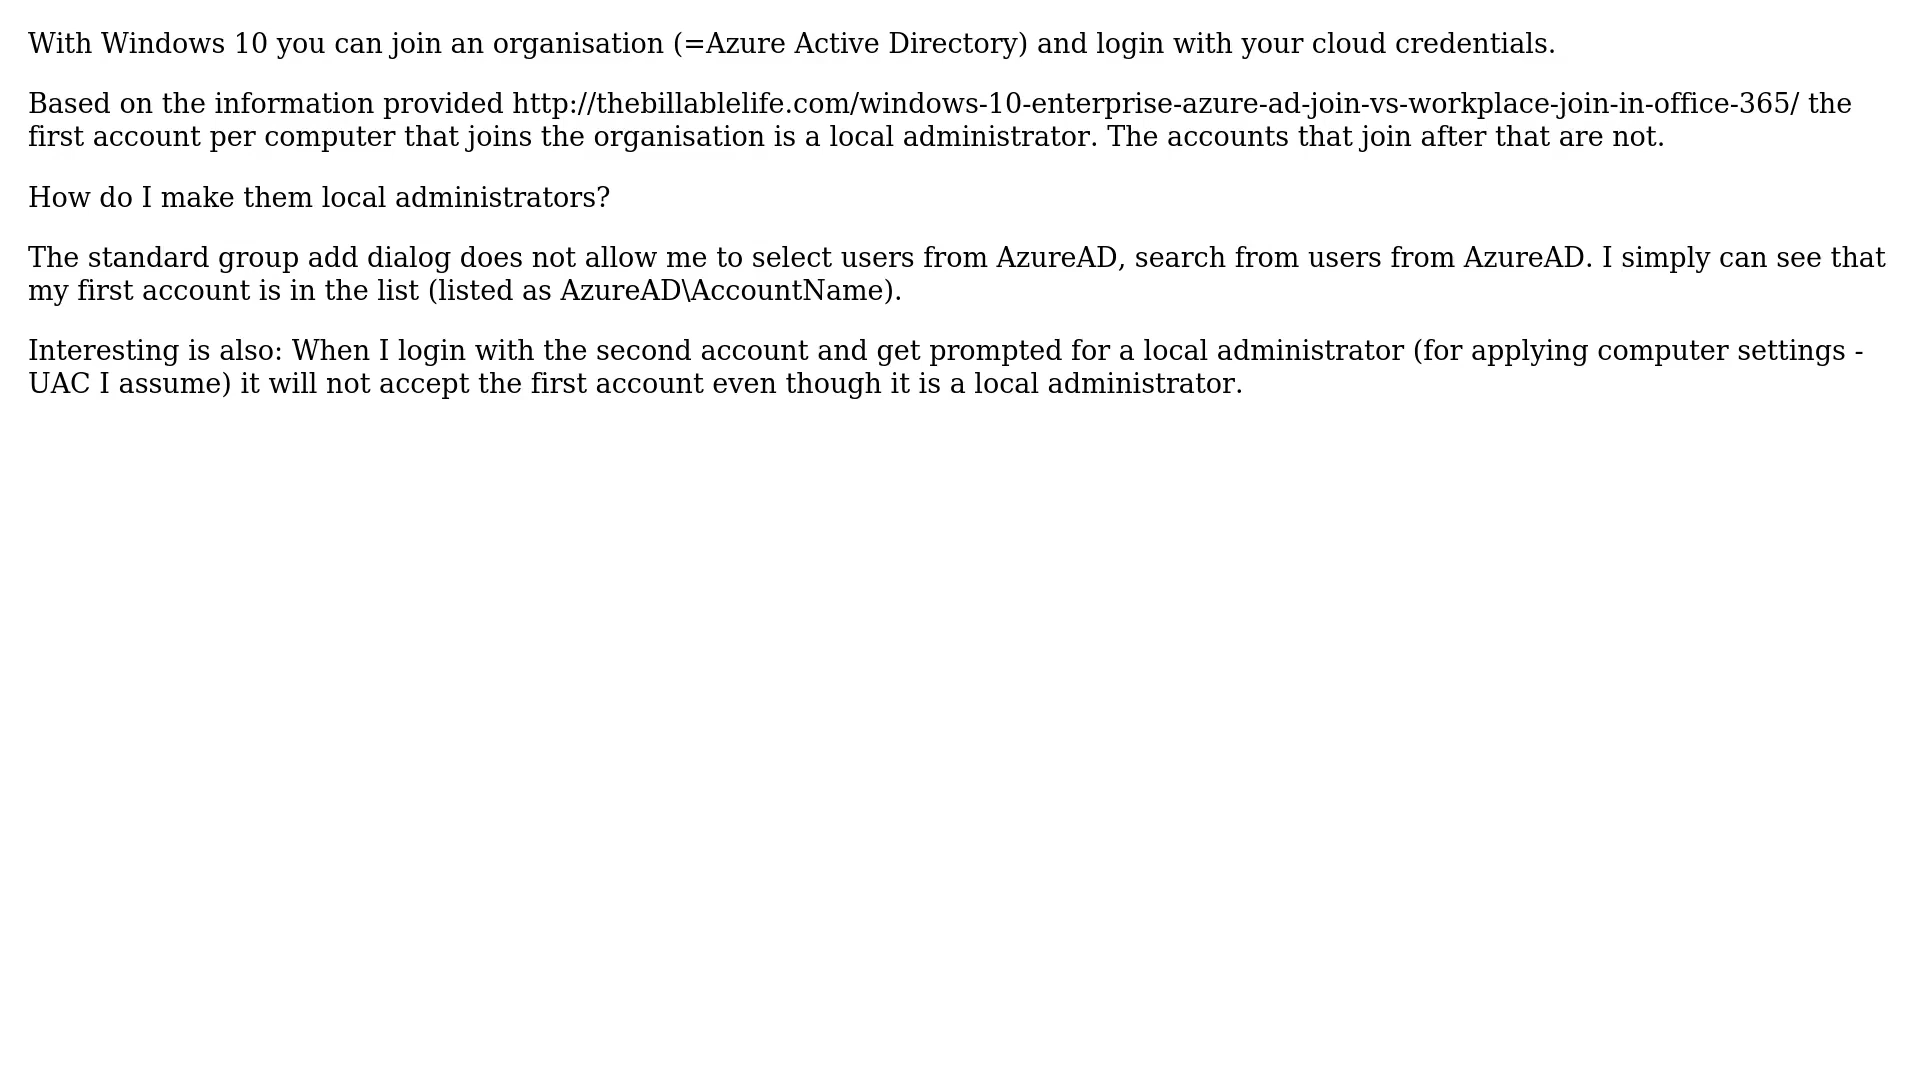 With Windows 10 you can join an organisation (=Azure Active Directory) and login with your cloud credentials.
Based on the information provided http://thebillablelife.com/windows-10-enterprise-azure-ad-join-vs-workplace-join-in-office-365/ the
first account per computer that joins the organisation is a local administrator. The accounts that join after that are not.
How do I make them local administrators?
The standard group add dialog does not allow me to select users from AzureAD, search from users from AzureAD. I simply can see that
my first account is in the list (listed as AzureAD\AccountName).
Interesting is also: When I login with the second account and get prompted for a local administrator (for applying computer settings -
UAC I assume) it will not accept the first account even though it is a local administrator.